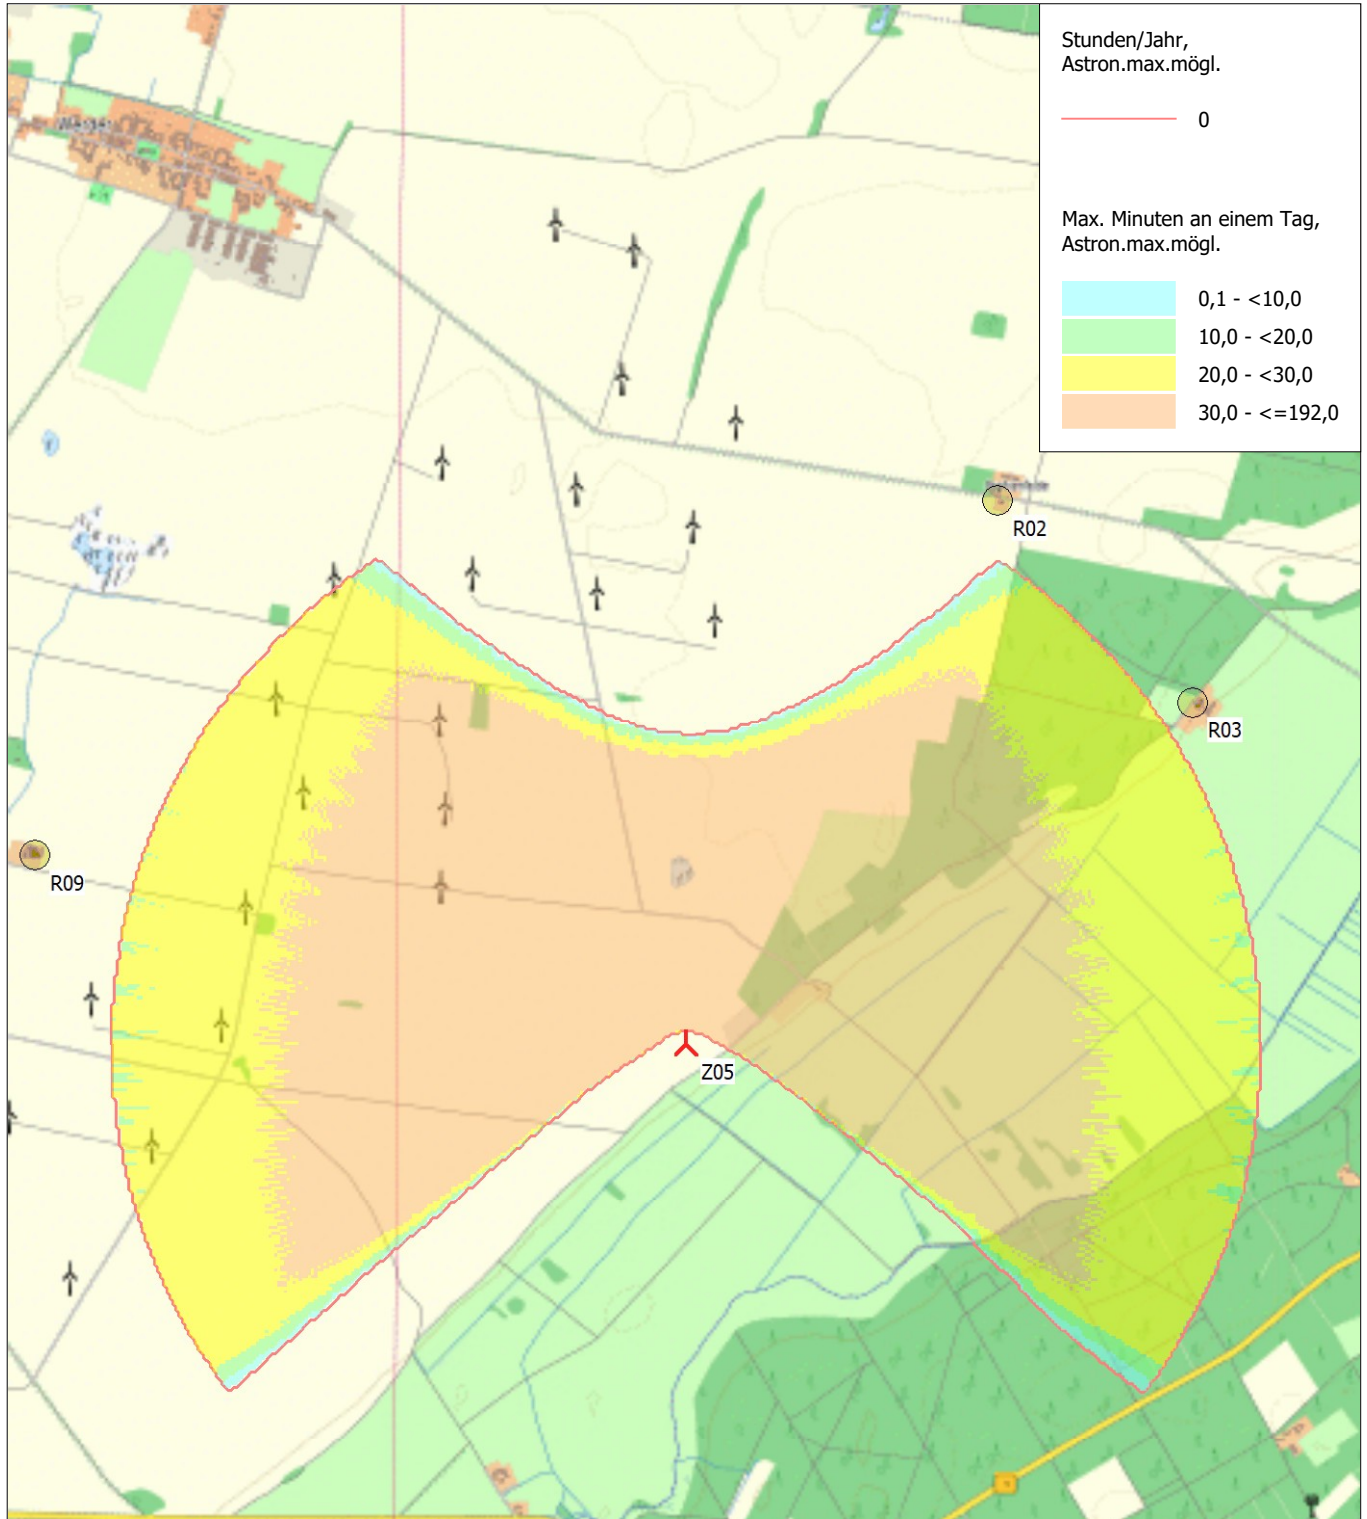 Stunden/Jahr,
Astron.max.mögl.
0
Max. Minuten an einem Tag,
Astron.max.mögl.
0,1 - <10,0
10,0 - <20,0
20,0 - <30,0
30,0 - <=192,0
R02
R03
R09
Z05